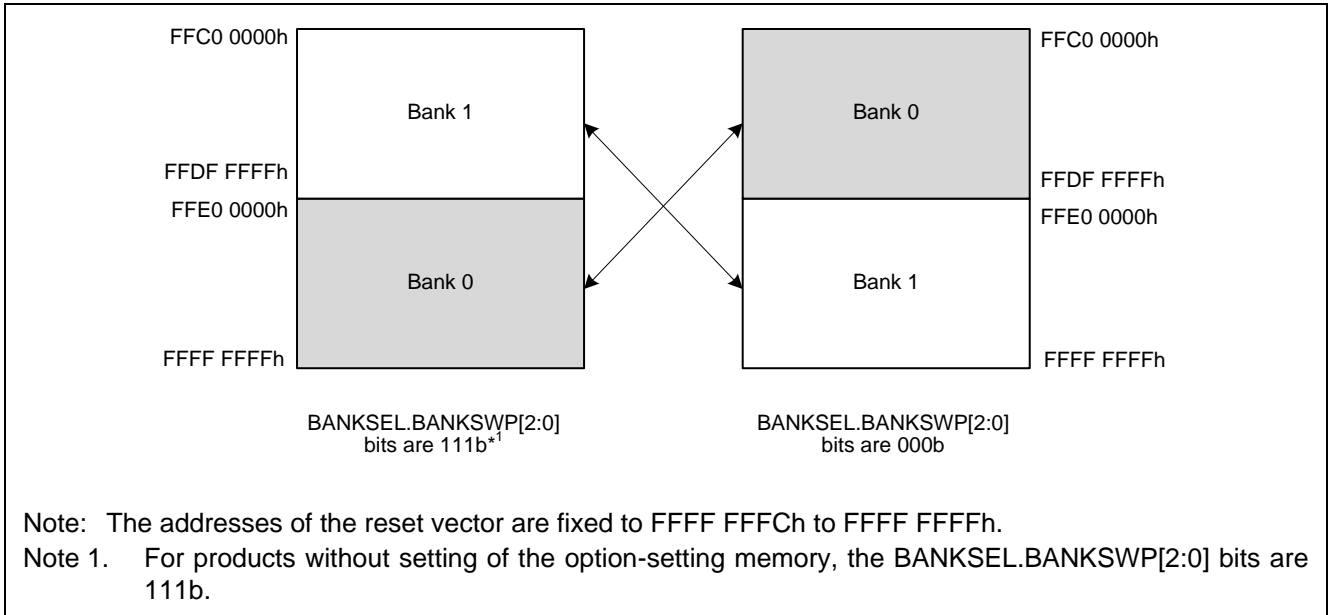 FFC0 0000h
Bank 1
FFDF FFFFh
FFE0 0000h
Bank 0
FFFF FFFFh
BANKSEL.BANKSWP[2:0]
bits are 111b*1
FFC0 0000h
Bank 0
FFDF FFFFh
FFE0 0000h
Bank 1
FFFF FFFFh
BANKSEL.BANKSWP[2:0]
bits are 000b
Note: The addresses of the reset vector are fixed to FFFF FFFCh to FFFF FFFFh.
Note 1. For products without setting of the option-setting memory, the BANKSEL.BANKSWP[2:0] bits are
111b.